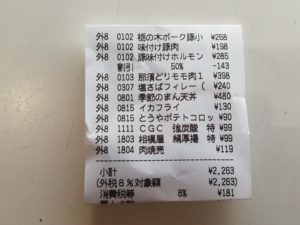 外8 0102 栃の木ポーク豚小 ¥268
外8 0102 味付け豚肉 ¥198
外8 0102 豚味付けホルモン ¥285
割引 50% -143
外8 0103 那須どりモモ肉1 ¥398
外8 0307 塩さばフィレー( ¥240
外8 0801 季節のまん天丼 ¥480
外8 0815 イカフライ ¥130
外8 0815 とうやポテトコロッ ¥90
外8 1111 CGC 強炭酸 特 ¥99
外8 1803 相模屋 絹厚揚 特 ¥99
外8 1804 肉焼売 ¥119
小計 ¥2,263
(外税8%対象額 ¥2,263)
消費税等 8% ¥181